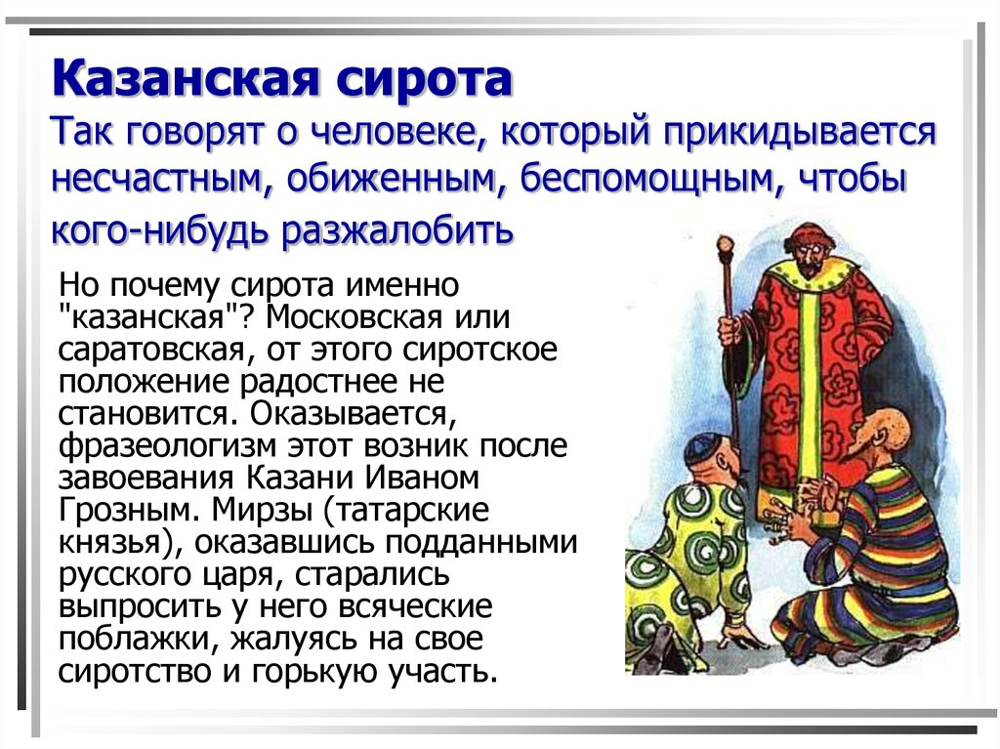 Казанская сирота
Так говорят о человеке, который прикидывается
несчастным, обиженным, беспомощным, чтобы
кого-нибудь разжалобить
Но почему сирота именно
"казанская"? Московская или
саратовская, от этого сиротское
положение радостнее не
становится. Оказывается,
фразеологизм этот возник после
завоевания Казани Иваном
Грозным. Мирзы (татарские
князья), оказавшись подданными
русского царя, старались
выпросить у него всяческие
поблажки, жалуясь на свое
сиротство и горькую участь.